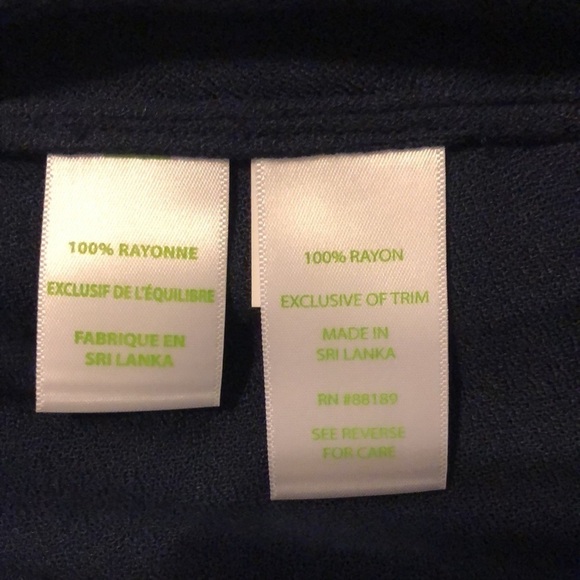 100% RAYONNE
EXCLUSIF DE L'ÉQUILIBRE
FABRIQUE EN
SRI LANKA
100% RAYON
EXCLUSIVE OF TRIM
MADE IN
SRI LANKA
RN #88189
SEE REVERSE
FOR CARE